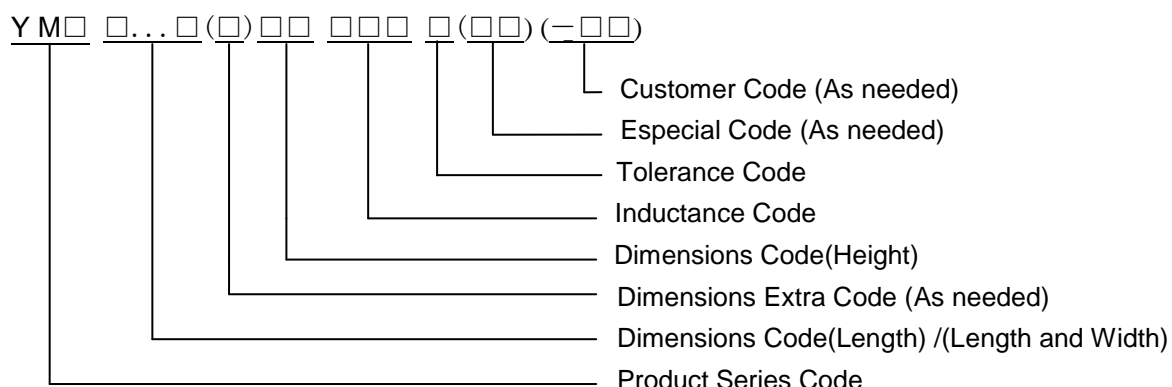 YM□ □...□(□)□□ □□□ □(□□)(-□□)
Customer Code (As needed)
Especial Code (As needed)
Tolerance Code
Inductance Code
Dimensions Code(Height)
Dimensions Extra Code (As needed)
Dimensions Code(Length) /(Length and Width)
Product Series Code